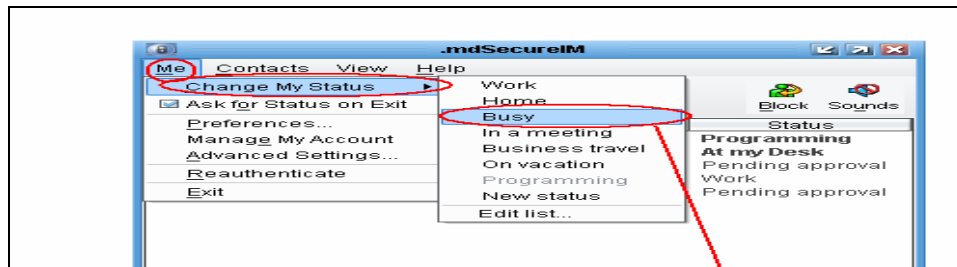 .mdSecureIM
Me Contacts View Help
Change My Status
Ask for Status on Exit
Preferences...
Manage My Account
Advanced Settings...
Reauthenticate
Exit
Work
Home
Busy
In a meeting
Business travel
On vacation
Programming
New status
Edit list...
Block Sounds
Status
Programming
At my Desk
Pending approval
Work
Pending approval